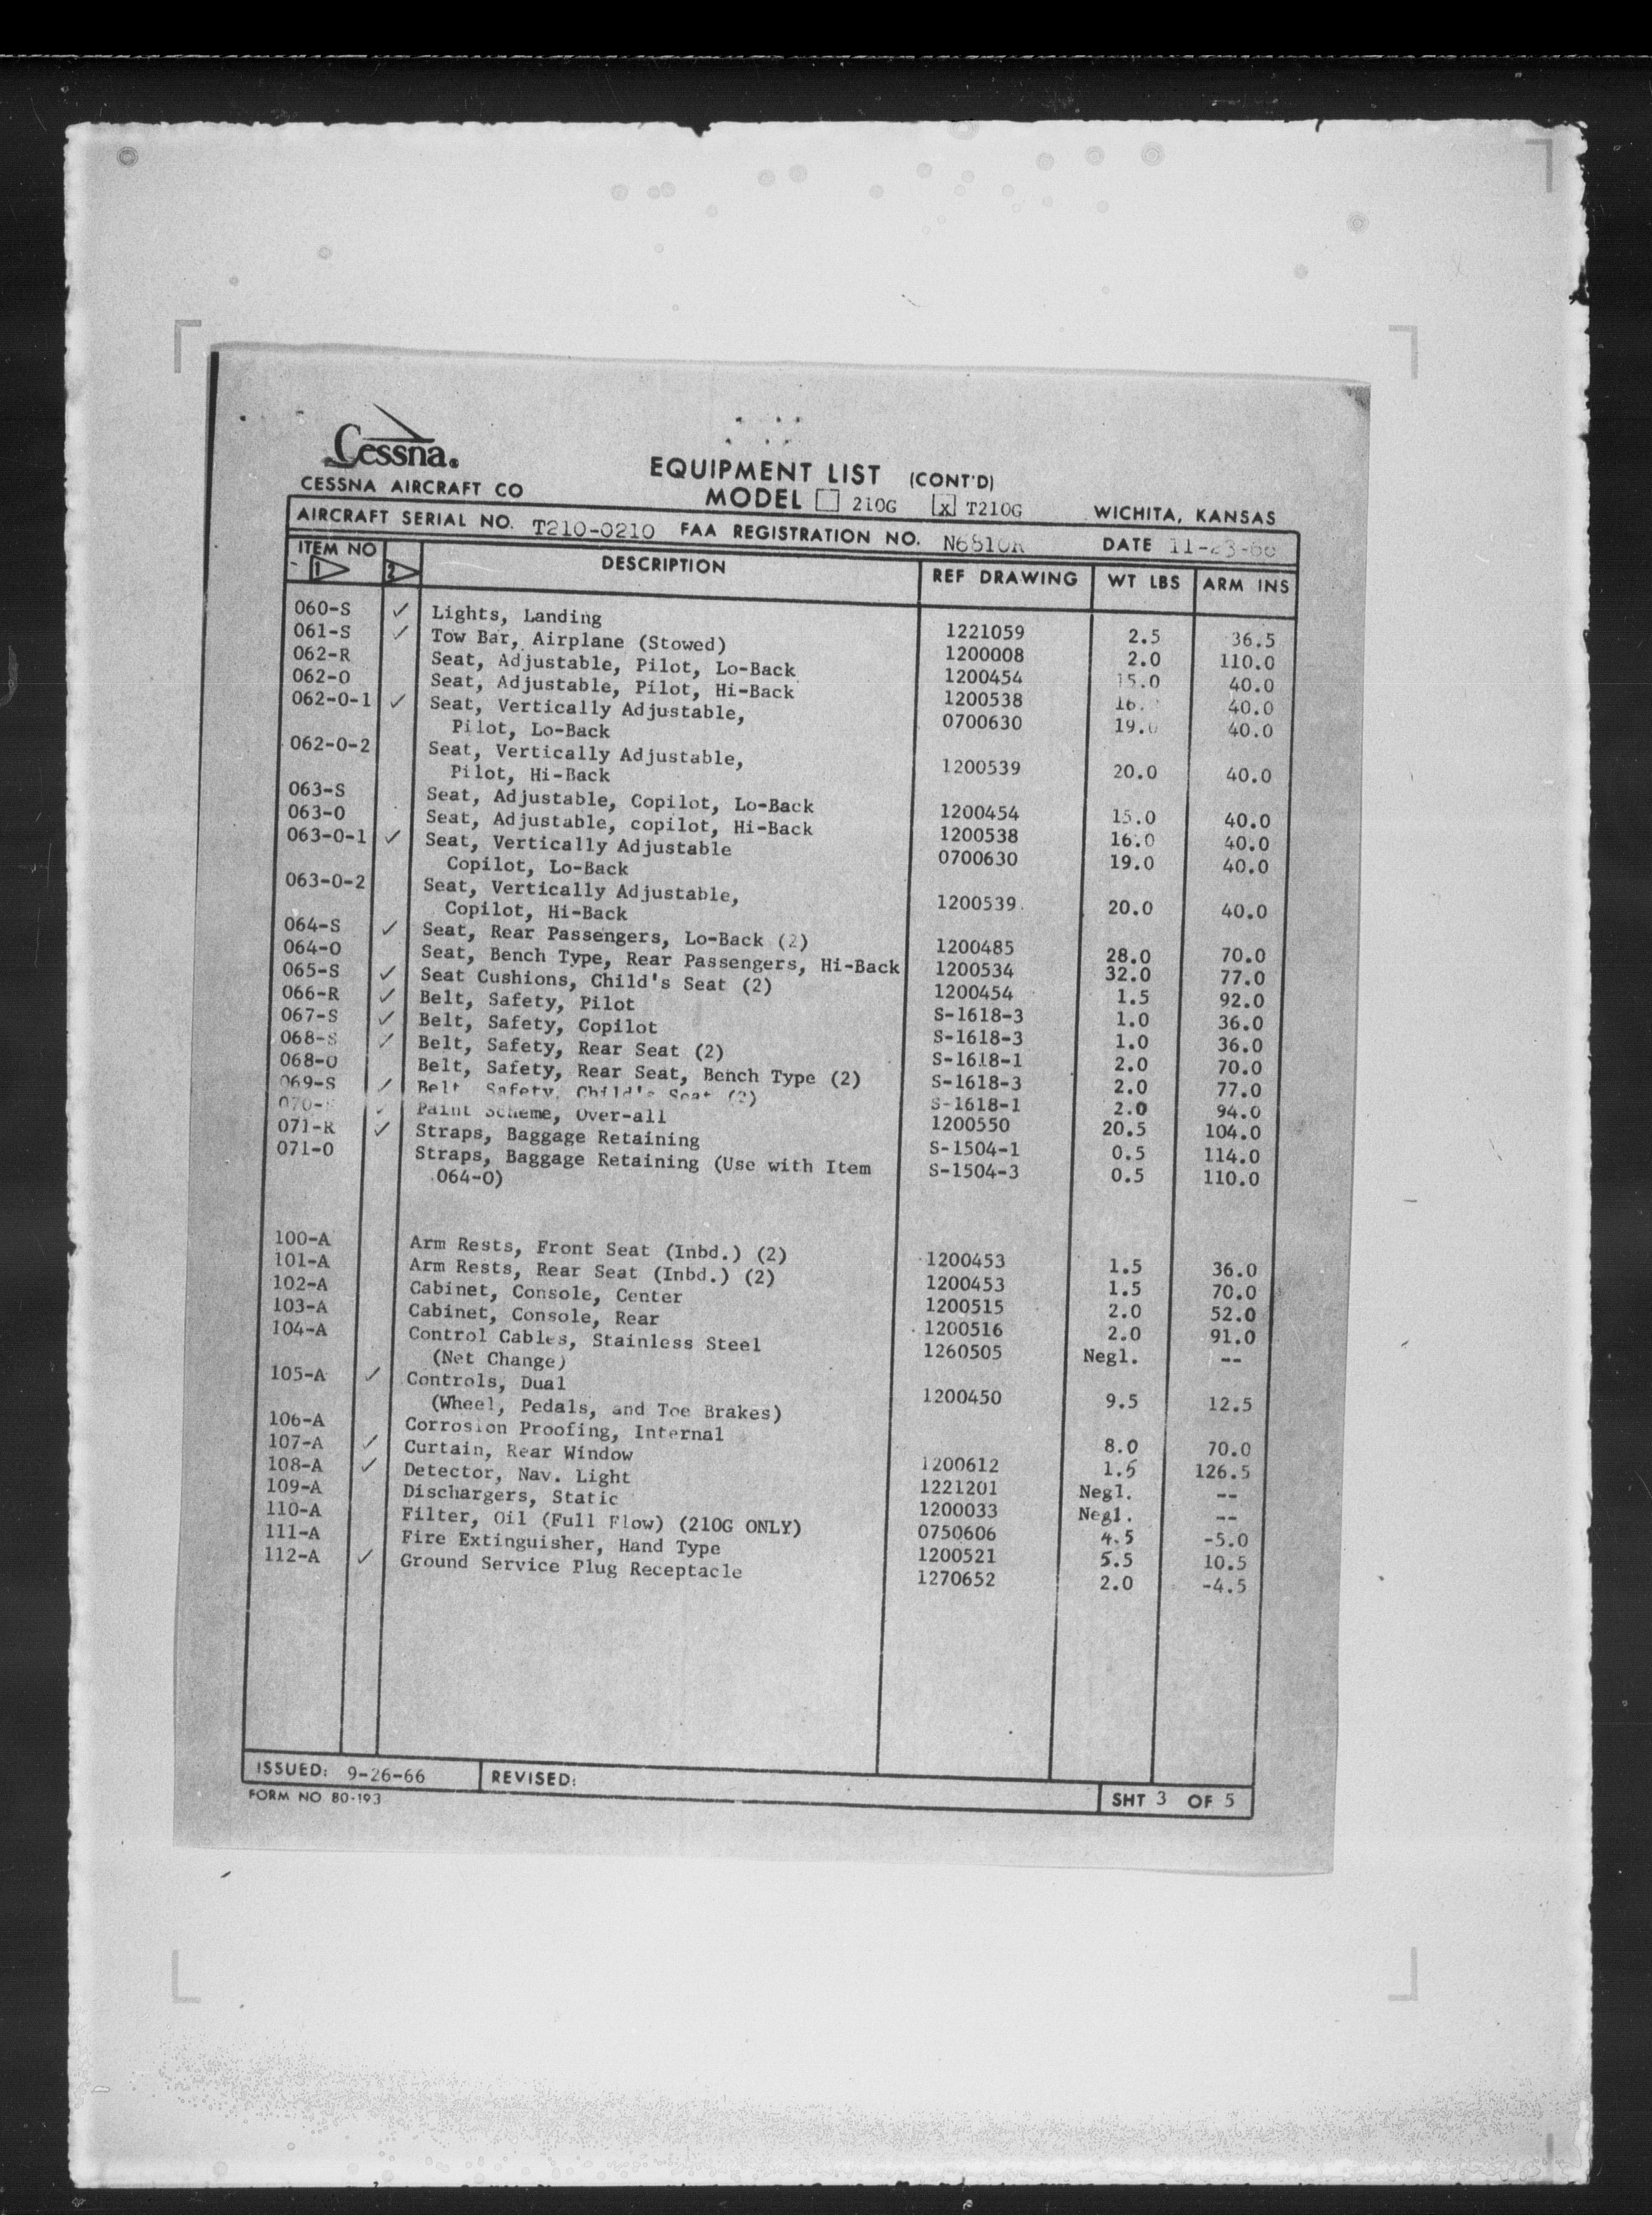 Cessna.
CESSNA AIRCRAFT CO
EQUIPMENT LIST (CONT'D)
MODEL 210G x T210G
WICHITA, KANSAS
AIRCRAFT SERIAL NO. T210-0210 FAA REGISTRATION NO. N6810R DATE 11-23-66
ITEM NO 1 2 DESCRIPTION REF DRAWING WT LBS ARM INS
060-S ✓ Lights, Landing 1221059 2.5 36.5
061-S ✓ Tow Bar, Airplane (Stowed) 1200008 2.0 110.0
062-R Seat, Adjustable, Pilot, Lo-Back 1200454 15.0 40.0
062-O Seat, Adjustable, Pilot, Hi-Back 1200538 16. 40.0
062-O-1 ✓ Seat, Vertically Adjustable, 0700630 19.0 40.0
Pilot, Lo-Back
062-O-2 Seat, Vertically Adjustable, 1200539 20.0 40.0
Pilot, Hi-Back
063-S Seat, Adjustable, Copilot, Lo-Back 1200454 15.0 40.0
063-O Seat, Adjustable, copilot, Hi-Back 1200538 16.0 40.0
063-O-1 ✓ Seat, Vertically Adjustable 0700630 19.0 40.0
Copilot, Lo-Back
063-O-2 Seat, Vertically Adjustable, 1200539 20.0 40.0
Copilot, Hi-Back
064-S ✓ Seat, Rear Passengers, Lo-Back (2) 1200485 28.0 70.0
064-O Seat, Bench Type, Rear Passengers, Hi-Back 1200534 32.0 77.0
065-S ✓ Seat Cushions, Child's Seat (2) 1200454 1.5 92.0
066-R ✓ Belt, Safety, Pilot S-1618-3 1.0 36.0
067-S ✓ Belt, Safety, Copilot S-1618-3 1.0 36.0
068-S ✓ Belt, Safety, Rear Seat (2) S-1618-1 2.0 70.0
068-O Belt, Safety, Rear Seat, Bench Type (2) S-1618-3 2.0 77.0
069-S ✓ Belt, Safety, Child's Seat (2) S-1618-1 2.0 94.0
070- ✓ Paint Scheme, Over-all 1200550 20.5 104.0
071-R ✓ Straps, Baggage Retaining S-1504-1 0.5 114.0
071-O Straps, Baggage Retaining (Use with Item S-1504-3 0.5 110.0
064-O)
100-A Arm Rests, Front Seat (Inbd.) (2) 1200453 1.5 36.0
101-A Arm Rests, Rear Seat (Inbd.) (2) 1200453 1.5 70.0
102-A Cabinet, Console, Center 1200515 2.0 52.0
103-A Cabinet, Console, Rear 1200516 2.0 91.0
104-A Control Cables, Stainless Steel 1260505 Negl. --
(Net Change)
105-A ✓ Controls, Dual 1200450 9.5 12.5
(Wheel, Pedals, and Toe Brakes)
106-A Corrosion Proofing, Internal 8.0 70.0
107-A ✓ Curtain, Rear Window 1200612 1.5 126.5
108-A ✓ Detector, Nav. Light 1221201 Negl. --
109-A Dischargers, Static 1200033 Negl. --
110-A Filter, Oil (Full Flow) (210G ONLY) 0750606 4.5 -5.0
111-A Fire Extinguisher, Hand Type 1200521 5.5 10.5
112-A ✓ Ground Service Plug Receptacle 1270652 2.0 -4.5
ISSUED: 9-26-66 REVISED:
SHT 3 OF 5
FORM NO 80-193